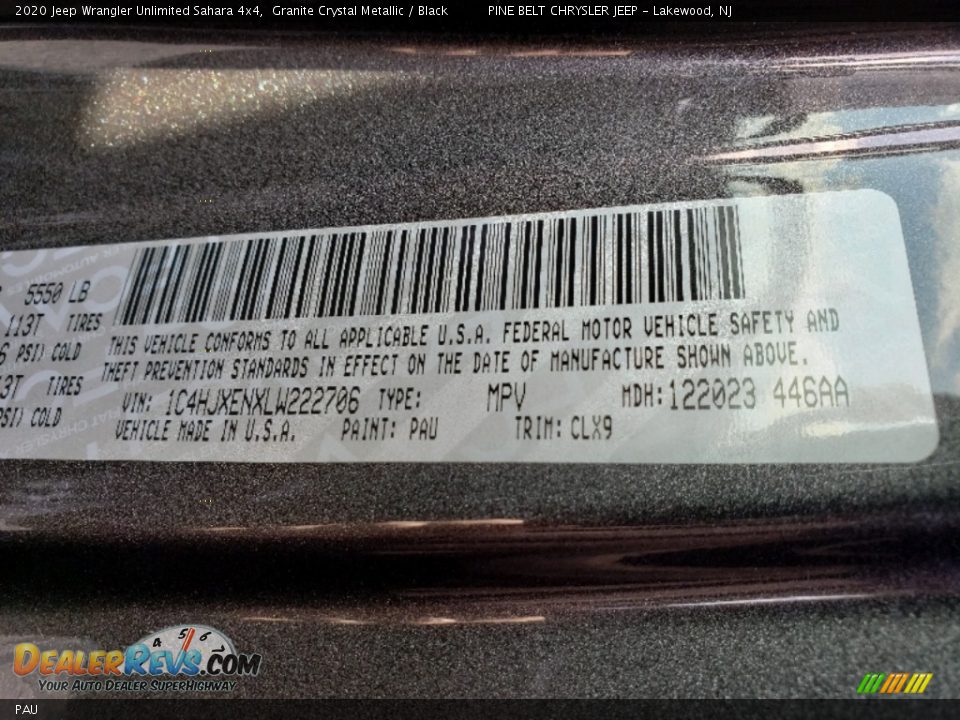 2020 Jeep Wrangler Unlimited Sahara 4x4, Granite Crystal Metallic / Black PINE BELT CHRYSLER JEEP - Lakewood, NJ
5550 LB
113T TIRES
PSI) COLD
TIRES
PSI) COLD
THIS VEHICLE CONFORMS TO ALL APPLICABLE U.S.A. FEDERAL MOTOR VEHICLE SAFETY AND
THEFT PREVENTION STANDARDS IN EFFECT ON THE DATE OF MANUFACTURE SHOWN ABOVE.
VIN: 1C4HJXENXLW222706 TYPE: MPV MDH:122023 446AA
VEHICLE MADE IN U.S.A. PAINT: PAU TRIM: CLX9
4 5 6
DEALERREVS.COM
YOUR AUTO DEALER SUPERHIGHWAY
PAU